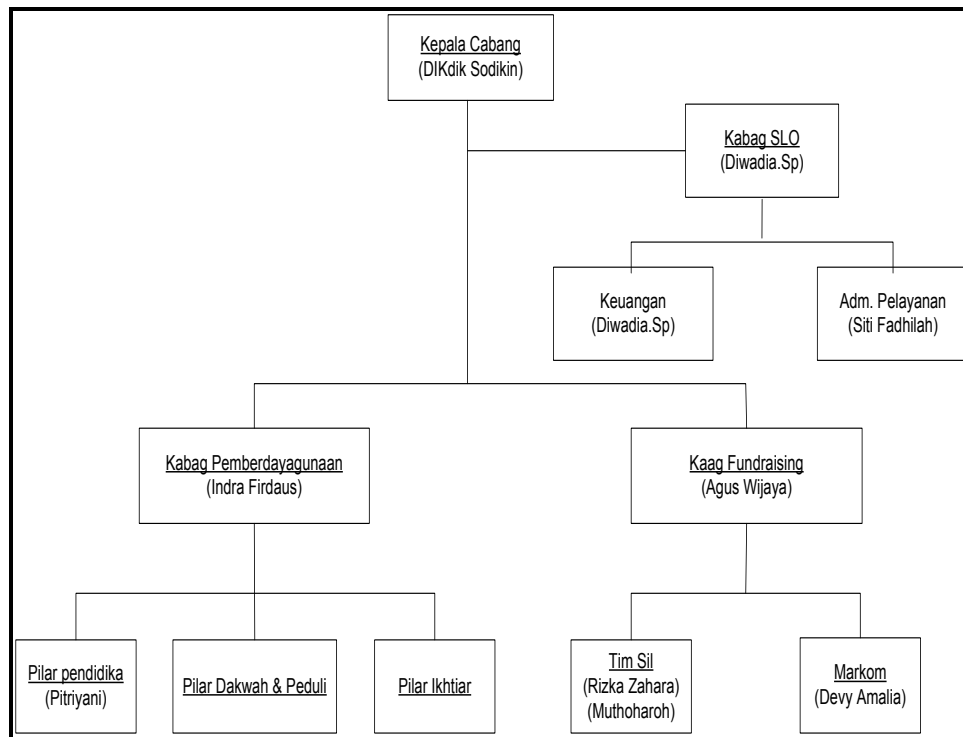 Kepala Cabang
(DIKdik Sodikin)
Kabag SLO
(Diwadia.Sp)
Keuangan
(Diwadia.Sp)
Adm. Pelayanan
(Siti Fadhilah)
Kabag Pemberdayagunaan
(Indra Firdaus)
Kaag Fundraising
(Agus Wijaya)
Pilar pendidika
(Pitriyani)
Pilar Dakwah & Peduli
Pilar Ikhtiar
Tim Sil
(Rizka Zahara)
(Muthoharoh)
Markom
(Devy Amalia)